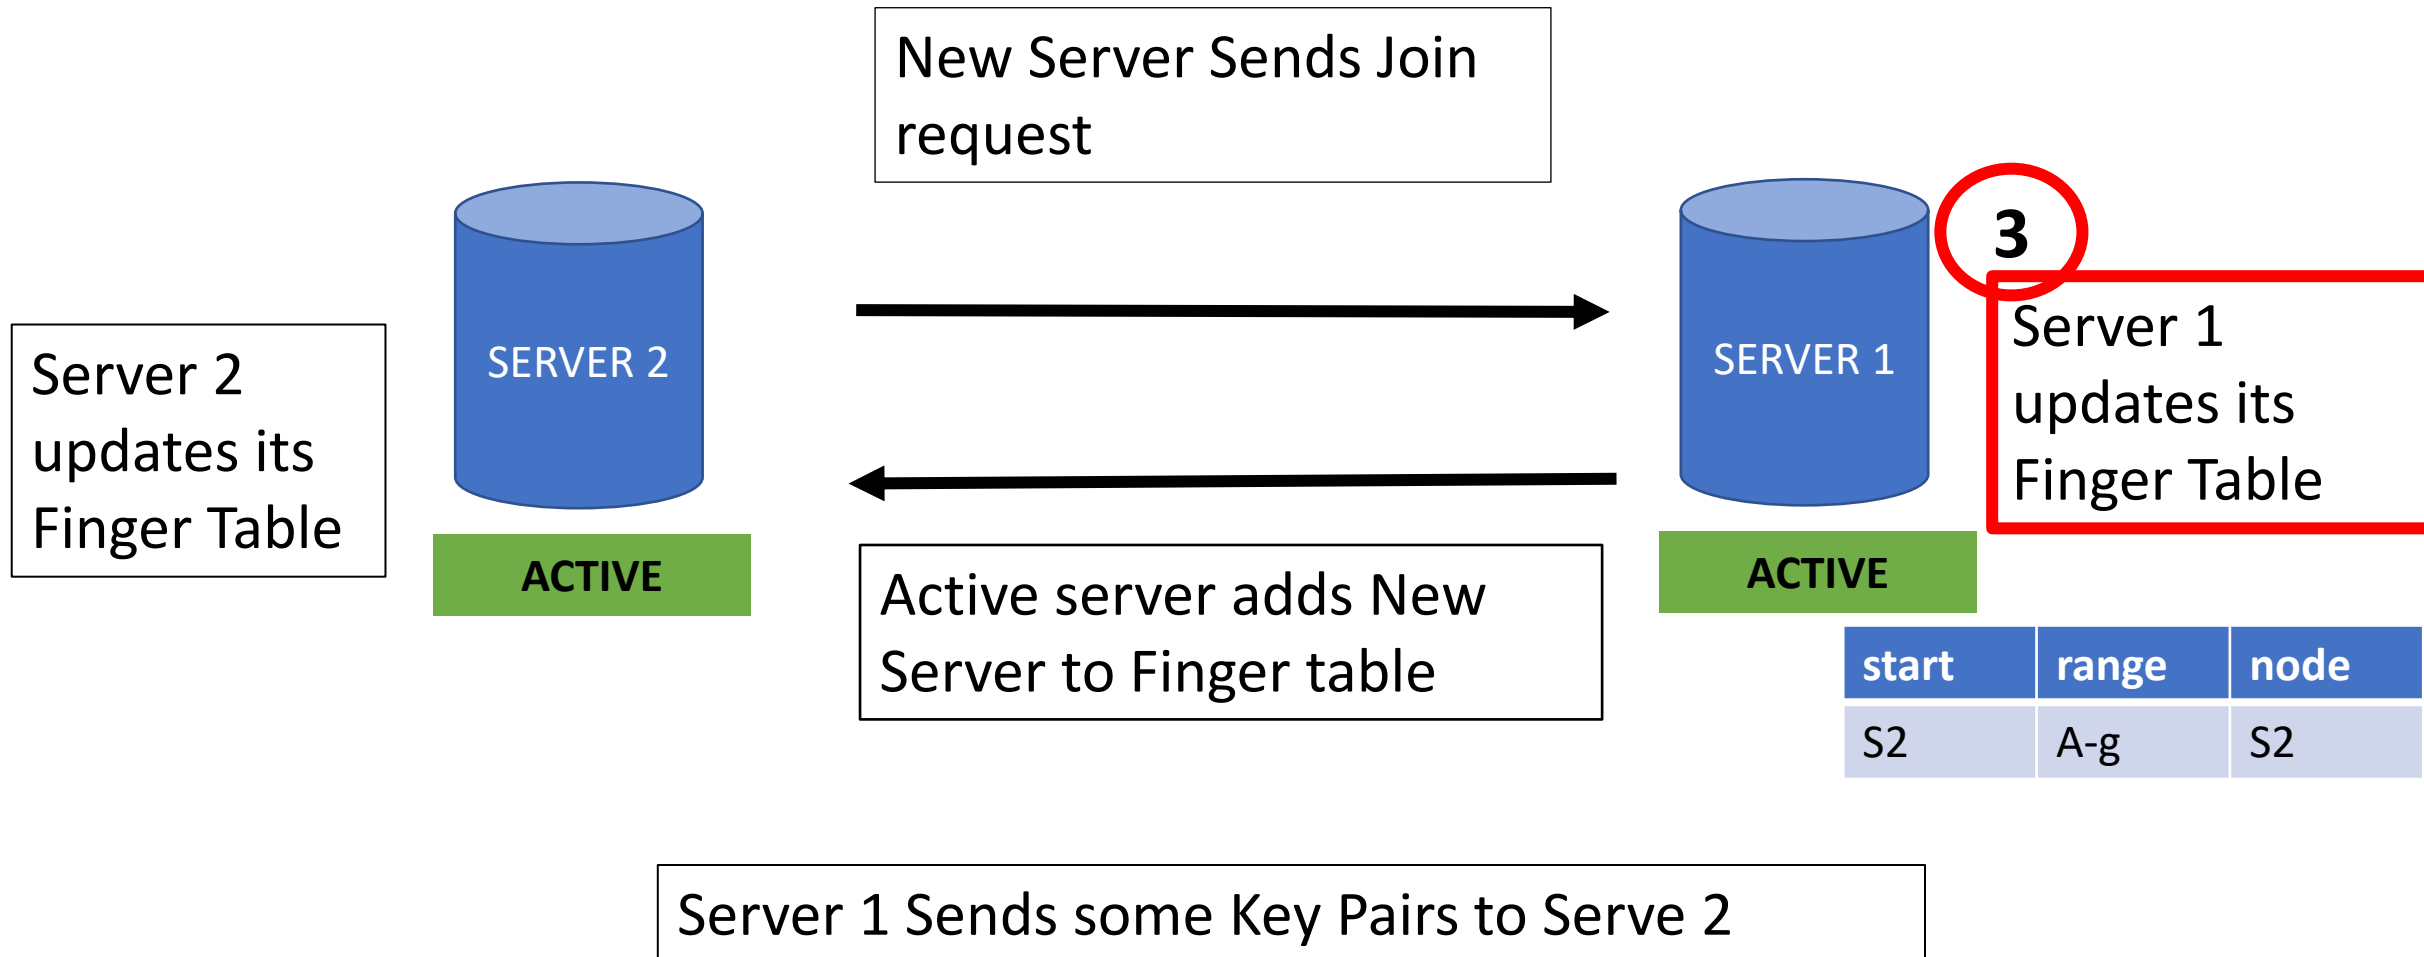 New Server Sends Join
request
3
SERVER 2
SERVER 1
Server 2
updates its
Finger Table
Server 1
updates its
Finger Table
ACTIVE
ACTIVE
Active server adds New
Server to Finger table
start range node
S2 A-g S2
Server 1 Sends some Key Pairs to Serve 2